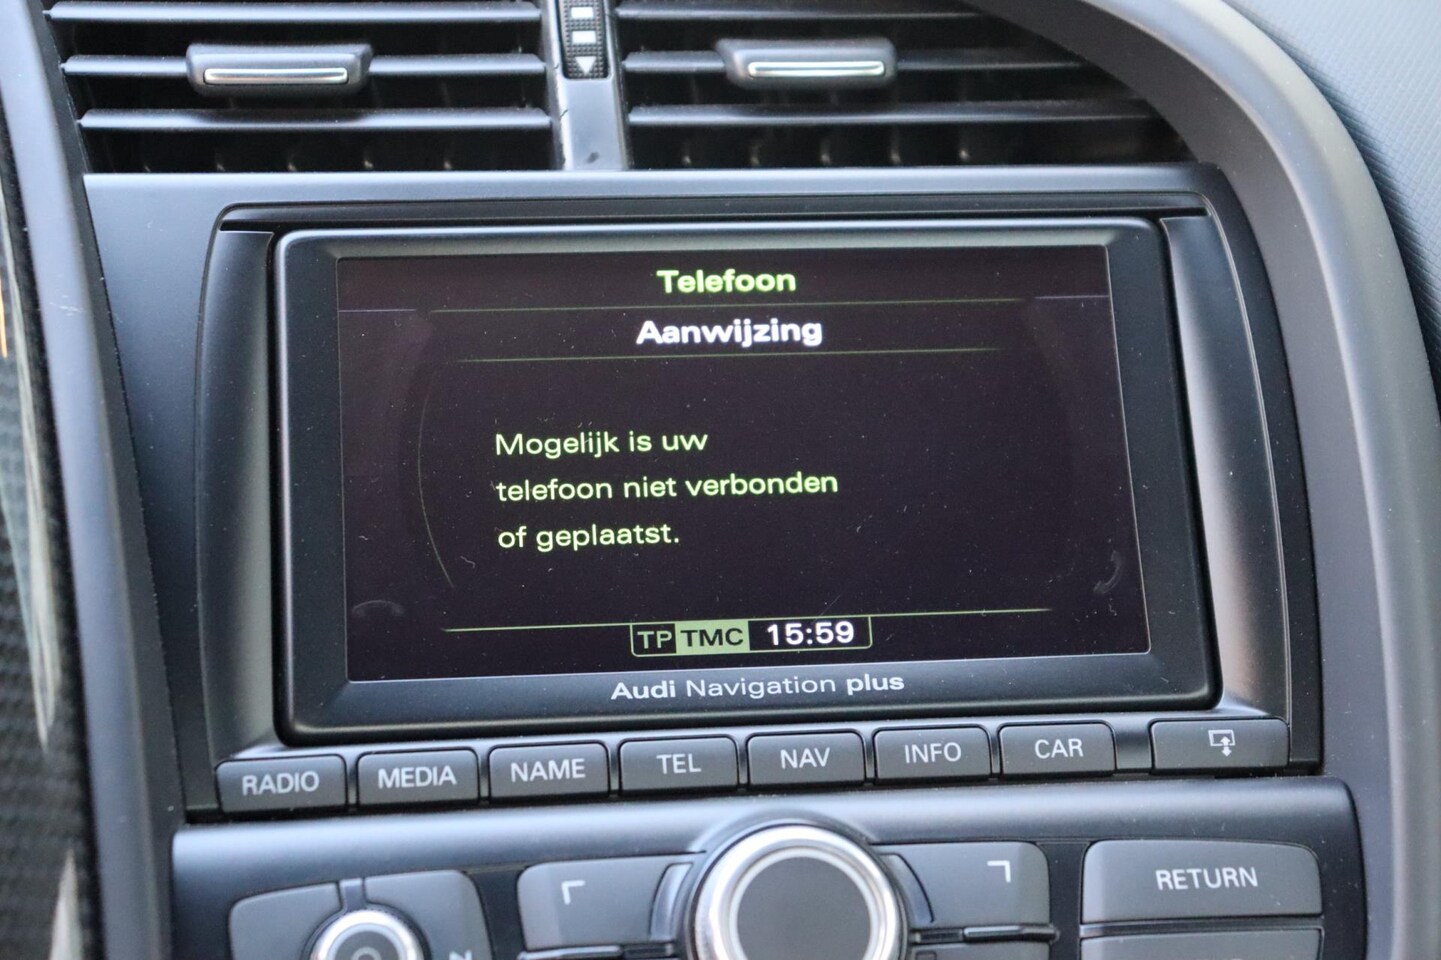 Telefoon
Aanwijzing
Mogelijk is uw
telefoon niet verbonden
of geplaatst.
TP TMC 15:59
Audi Navigation plus
RADIO MEDIA NAME TEL NAV INFO CAR
RETURN